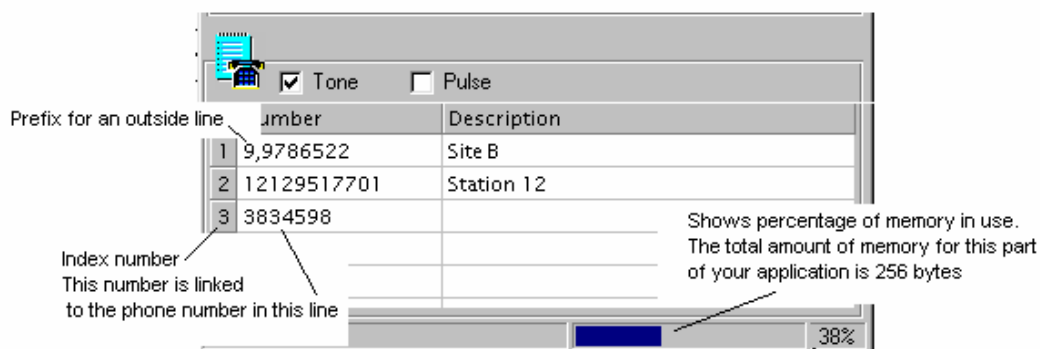 Tone Pulse
Prefix for an outside line
umber Description
1 9,9786522 Site B
2 12129517701 Station 12
3 3834598
Shows percentage of memory in use.
The total amount of memory for this part
of your application is 256 bytes
Index number
This number is linked
to the phone number in this line
38%